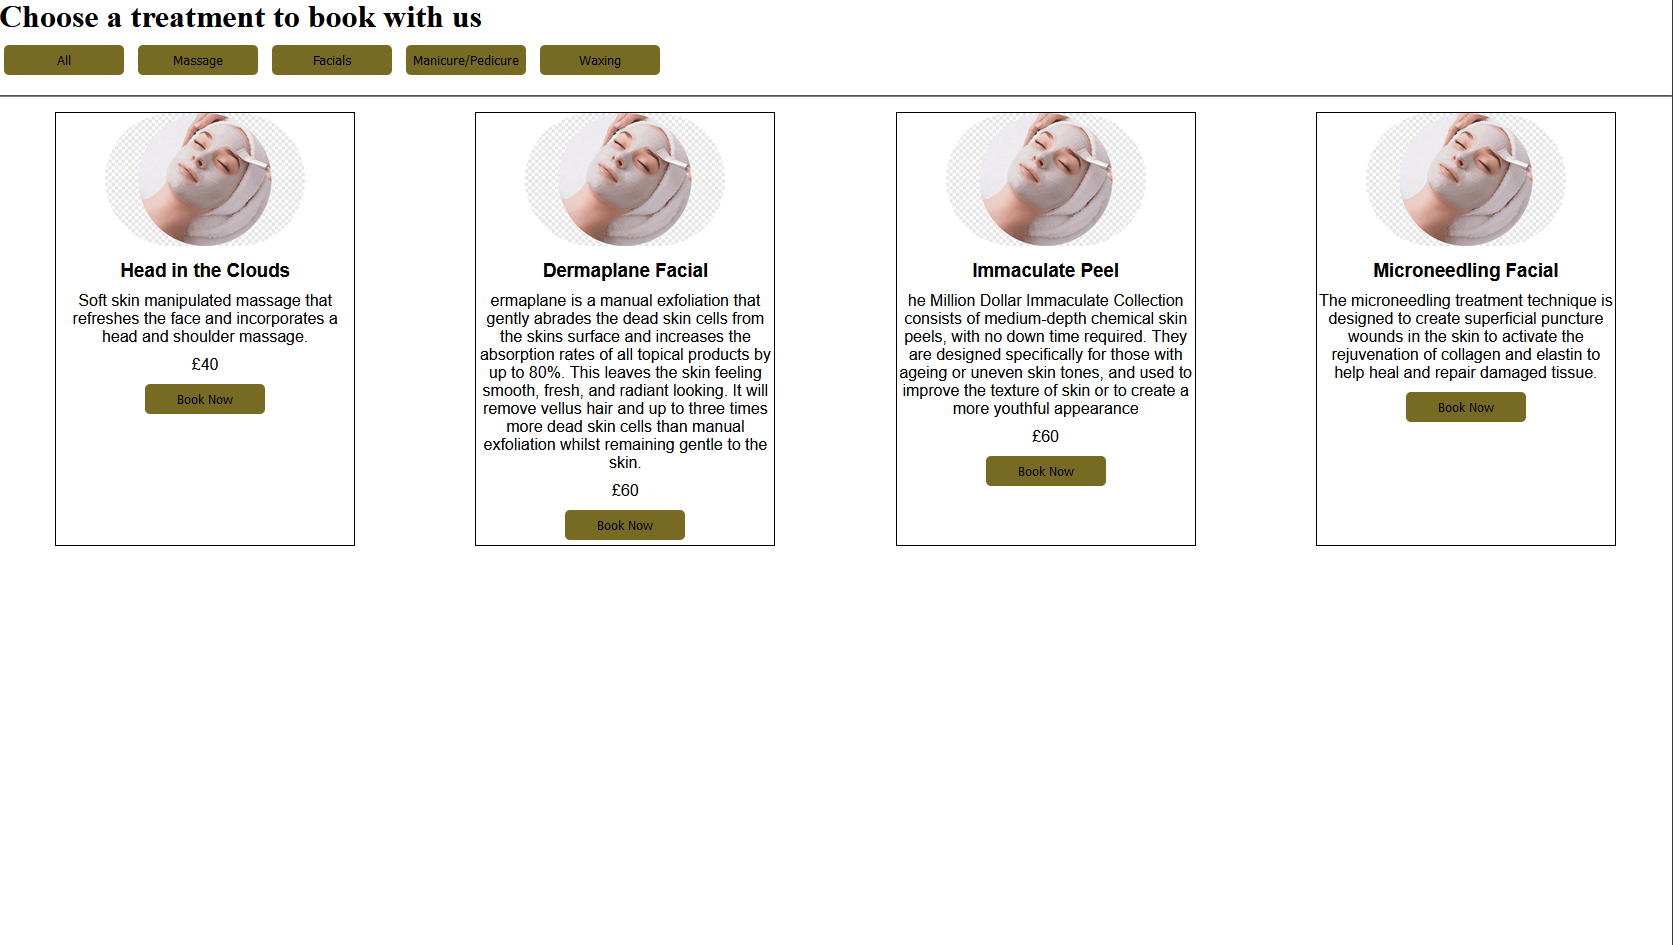 Choose a treatment to book with us
All
Massage
Facials
Manicure/Pedicure
Waxing
Head in the Clouds
Soft skin manipulated massage that
refreshes the face and incorporates a
head and shoulder massage.
£40
Book Now
Dermaplane Facial
ermaplane is a manual exfoliation that
gently abrades the dead skin cells from
the skins surface and increases the
absorption rates of all topical products by
up to 80%. This leaves the skin feeling
smooth, fresh, and radiant looking. It will
remove vellus hair and up to three times
more dead skin cells than manual
exfoliation whilst remaining gentle to the
skin.
£60
Book Now
Immaculate Peel
he Million Dollar Immaculate Collection
consists of medium-depth chemical skin
peels, with no down time required. They
are designed specifically for those with
ageing or uneven skin tones, and used to
improve the texture of skin or to create a
more youthful appearance
£60
Book Now
Microneedling Facial
The microneedling treatment technique is
designed to create superficial puncture
wounds in the skin to activate the
rejuvenation of collagen and elastin to
help heal and repair damaged tissue.
Book Now